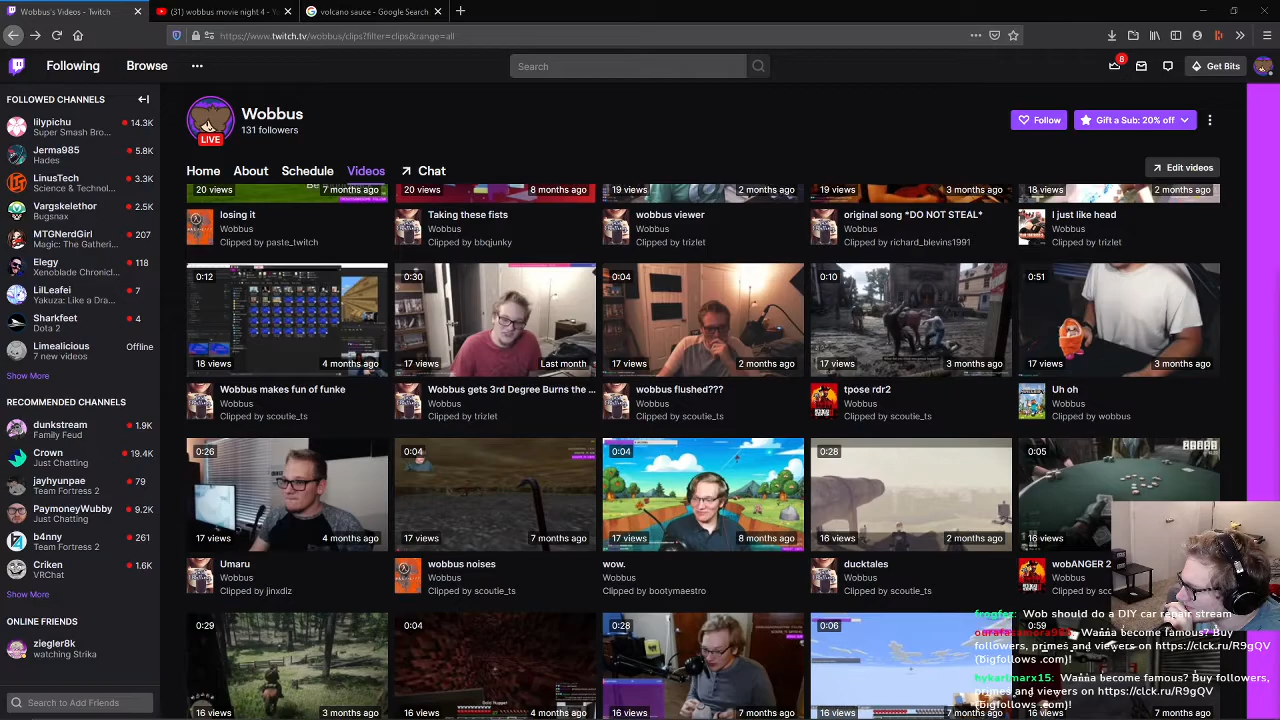 Wobbus's Videos - Twitch
(31) wobbus movie night 4 - Yo
volcano sauce - Google Search
https://www.twitch.tv/wobbus/clips?filter=clips&range=all
Following
Browse
Search
8
Get Bits
FOLLOWED CHANNELS
lilypichu
Super Smash Bro...
14.3K
Jerma985
Hades
5.8K
LinusTech
Science & Technol...
3.3K
Vargskelethor
Bugsnax
2.5K
MTGNerdGirl
Magic: The Gatheri...
207
Elegy
Xenoblade Chronicl...
118
LilLeafei
Yakuza: Like a Dra...
7
Sharkfeet
Dota 2
4
Limealicious
7 new videos
Offline
Show More
RECOMMENDED CHANNELS
dunkstream
Family Feud
1.9K
Crown
Just Chatting
19.4K
jayhyunpae
Team Fortress 2
79
PaymoneyWubby
Just Chatting
9.2K
b4nny
Team Fortress 2
261
Criken
VRChat
1.6K
Show More
ONLINE FRIENDS
ziegler8k
watching Strika
Search to Add Friends
LIVE
Wobbus
131 followers
Follow
Gift a Sub: 20% off
Home
About
Schedule
Videos
Chat
Edit videos
20 views
7 months ago
20 views
8 months ago
19 views
2 months ago
19 views
3 months ago
18 views
2 months ago
losing it
Wobbus
Clipped by paste_twitch
Taking these fists
Wobbus
Clipped by bbqjunky
wobbus viewer
Wobbus
Clipped by trizlet
original song *DO NOT STEAL*
Wobbus
Clipped by richard_blevins1991
I just like head
Wobbus
Clipped by trizlet
0:12
18 views
4 months ago
0:30
17 views
Last month
0:04
17 views
2 months ago
0:10
17 views
3 months ago
0:51
17 views
3 months ago
Wobbus makes fun of funke
Wobbus
Clipped by scoutie_ts
Wobbus gets 3rd Degree Burns the ...
Wobbus
Clipped by trizlet
wobbus flushed???
Wobbus
Clipped by scoutie_ts
tpose rdr2
Wobbus
Clipped by scoutie_ts
Uh oh
Wobbus
Clipped by wobbus
0:26
17 views
4 months ago
0:04
17 views
7 months ago
0:04
17 views
8 months ago
0:28
16 views
2 months ago
0:05
16 views
Umaru
Wobbus
Clipped by jinxdiz
wobbus noises
Wobbus
Clipped by scoutie_ts
wow.
Wobbus
Clipped by bootymaestro
ducktales
Wobbus
Clipped by scoutie_ts
wobANGER 2
Wobbus
0:29
16 views
3 months ago
0:04
16 views
4 months ago
0:28
16 views
7 months ago
0:06
16 views
7 months ago
0:59
16 views
7 months ago
frogfez: Wob should do a DIY car repair stream
Wanna become famous? Buy
followers, primes and viewers on https://clck.ru/R9gQV
(bigfollows .com)!
hykarlmarx15: Wanna become famous? Buy followers,
primes and viewers on https://clck.ru/R9gQV
(bigfollows .com)!